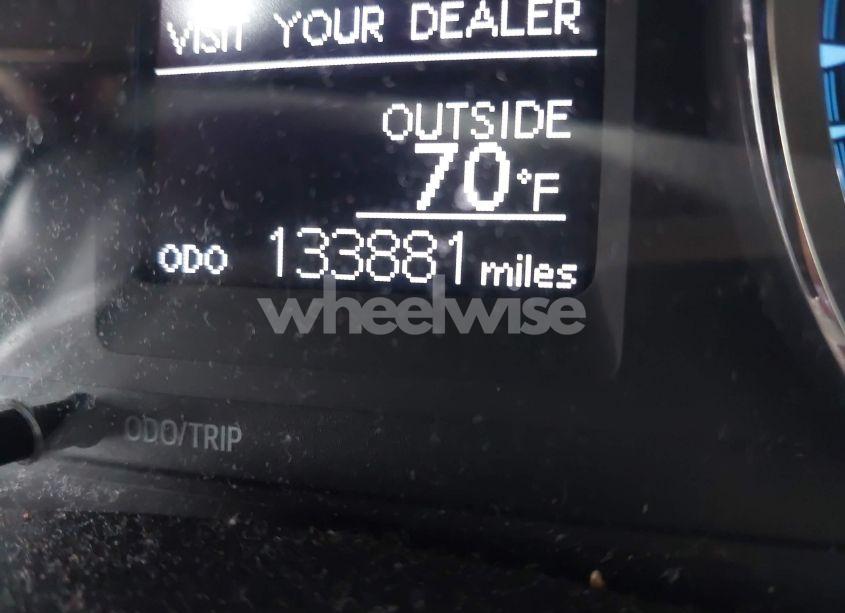 VISIT YOUR DEALER
OUTSIDE
70°F
ODO 133881 miles
wheelwise
ODO/TRIP